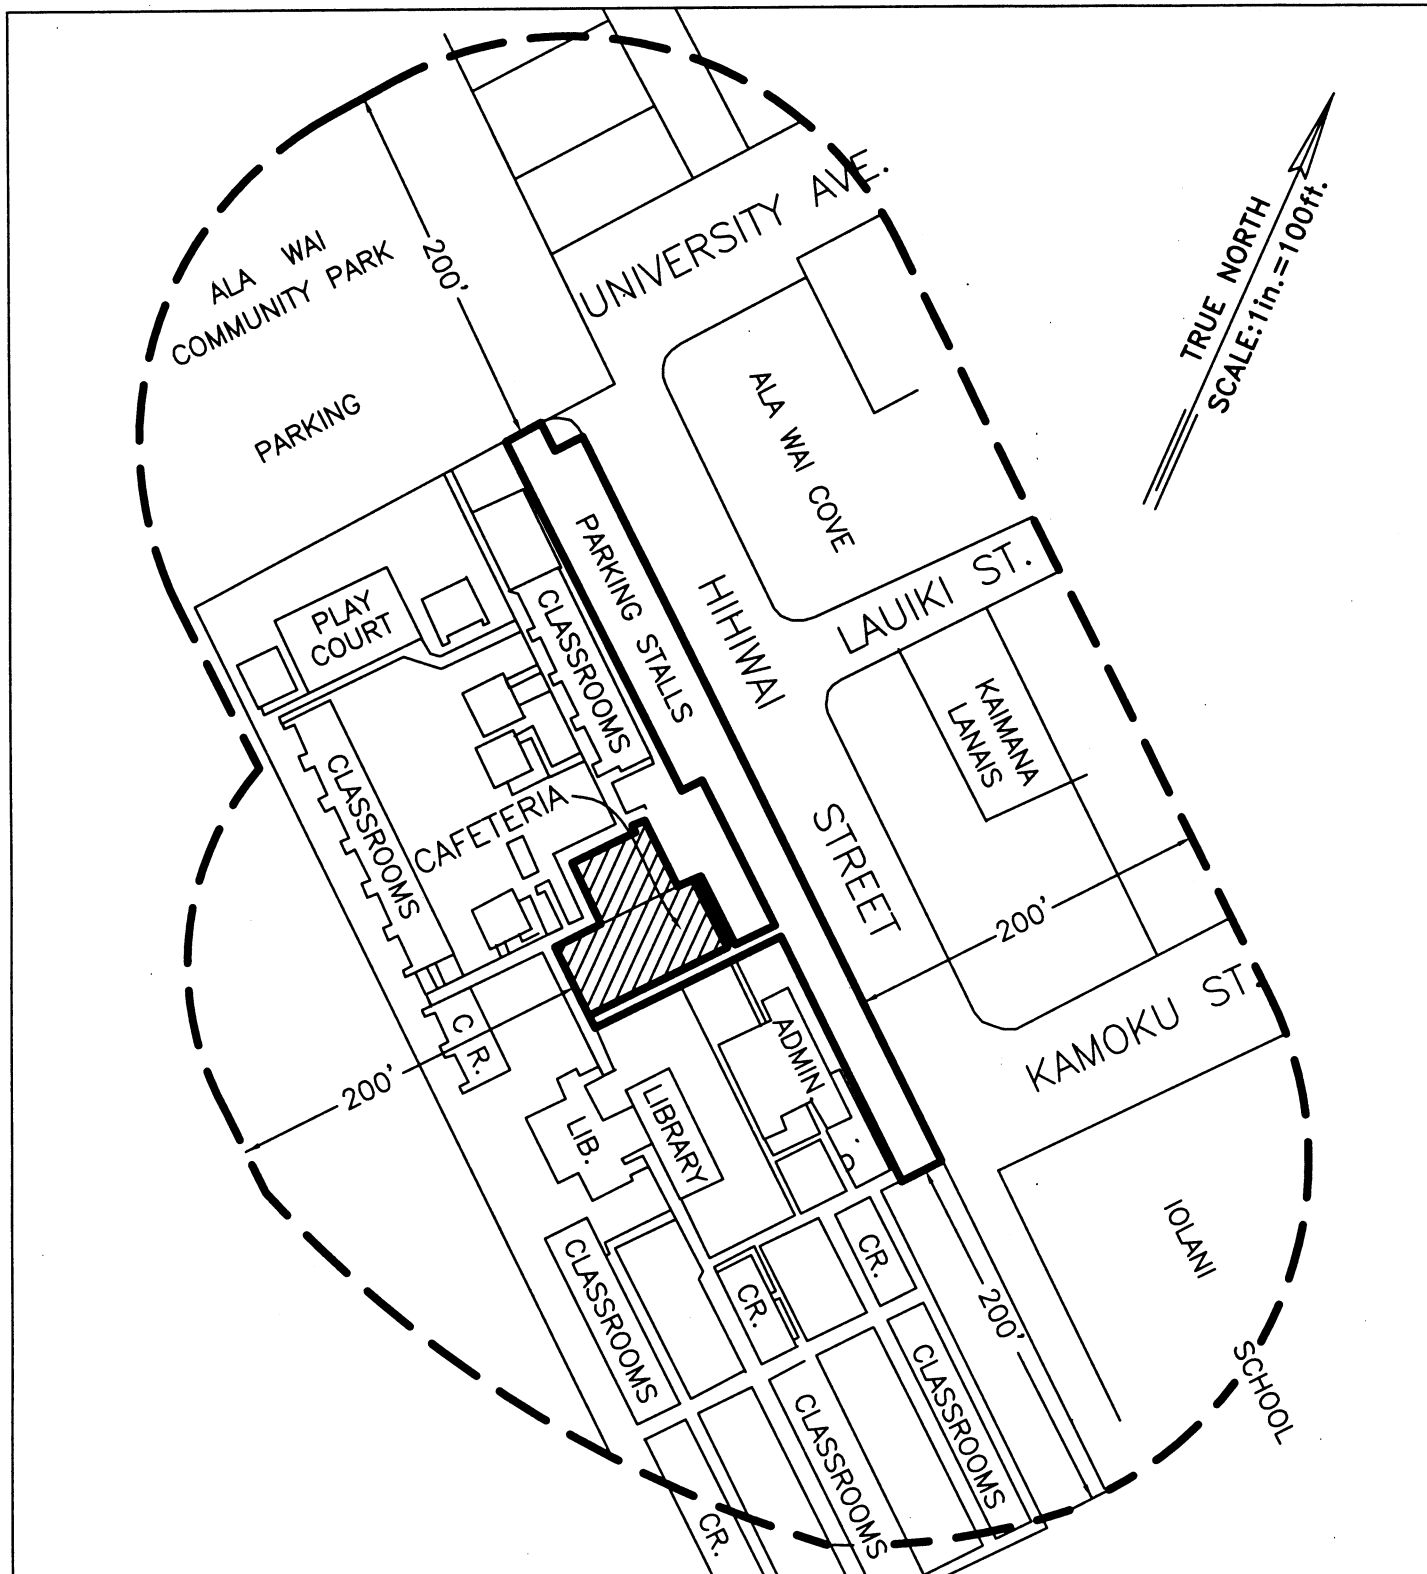 UNIVERSITY AVE.
ALA WAI
COMMUNITY PARK
200'
TRUE NORTH
SCALE:1in.=100ft.
PARKING
ALA WAI COVE
PARKING STALLS
HIHIWAI
STREET
LAUIKI ST.
PLAY
COURT
CLASSROOMS
KAIMANA
LANAIS
CLASSROOMS
CAFETERIA
200'
KAMOKU ST.
C.R.
200'
ADMIN
LIB.
LIBRARY
IOLANI
SCHOOL
CLASSROOMS
CR.
CR.
200'
CLASSROOMS
CLASSROOMS
CR.